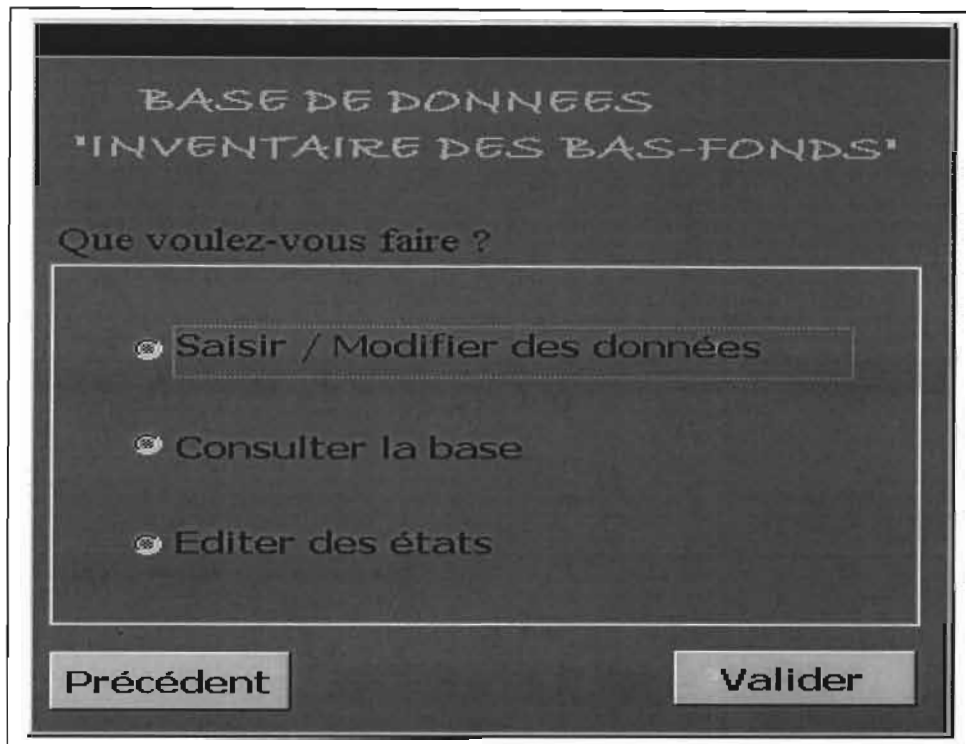 BASE DE DONNEES
"INVENTAIRE DES BAS-FONDS"
Que voulez-vous faire ?
Saisir / Modifier des données
Consulter la base
Editer des états
Précédent
Valider